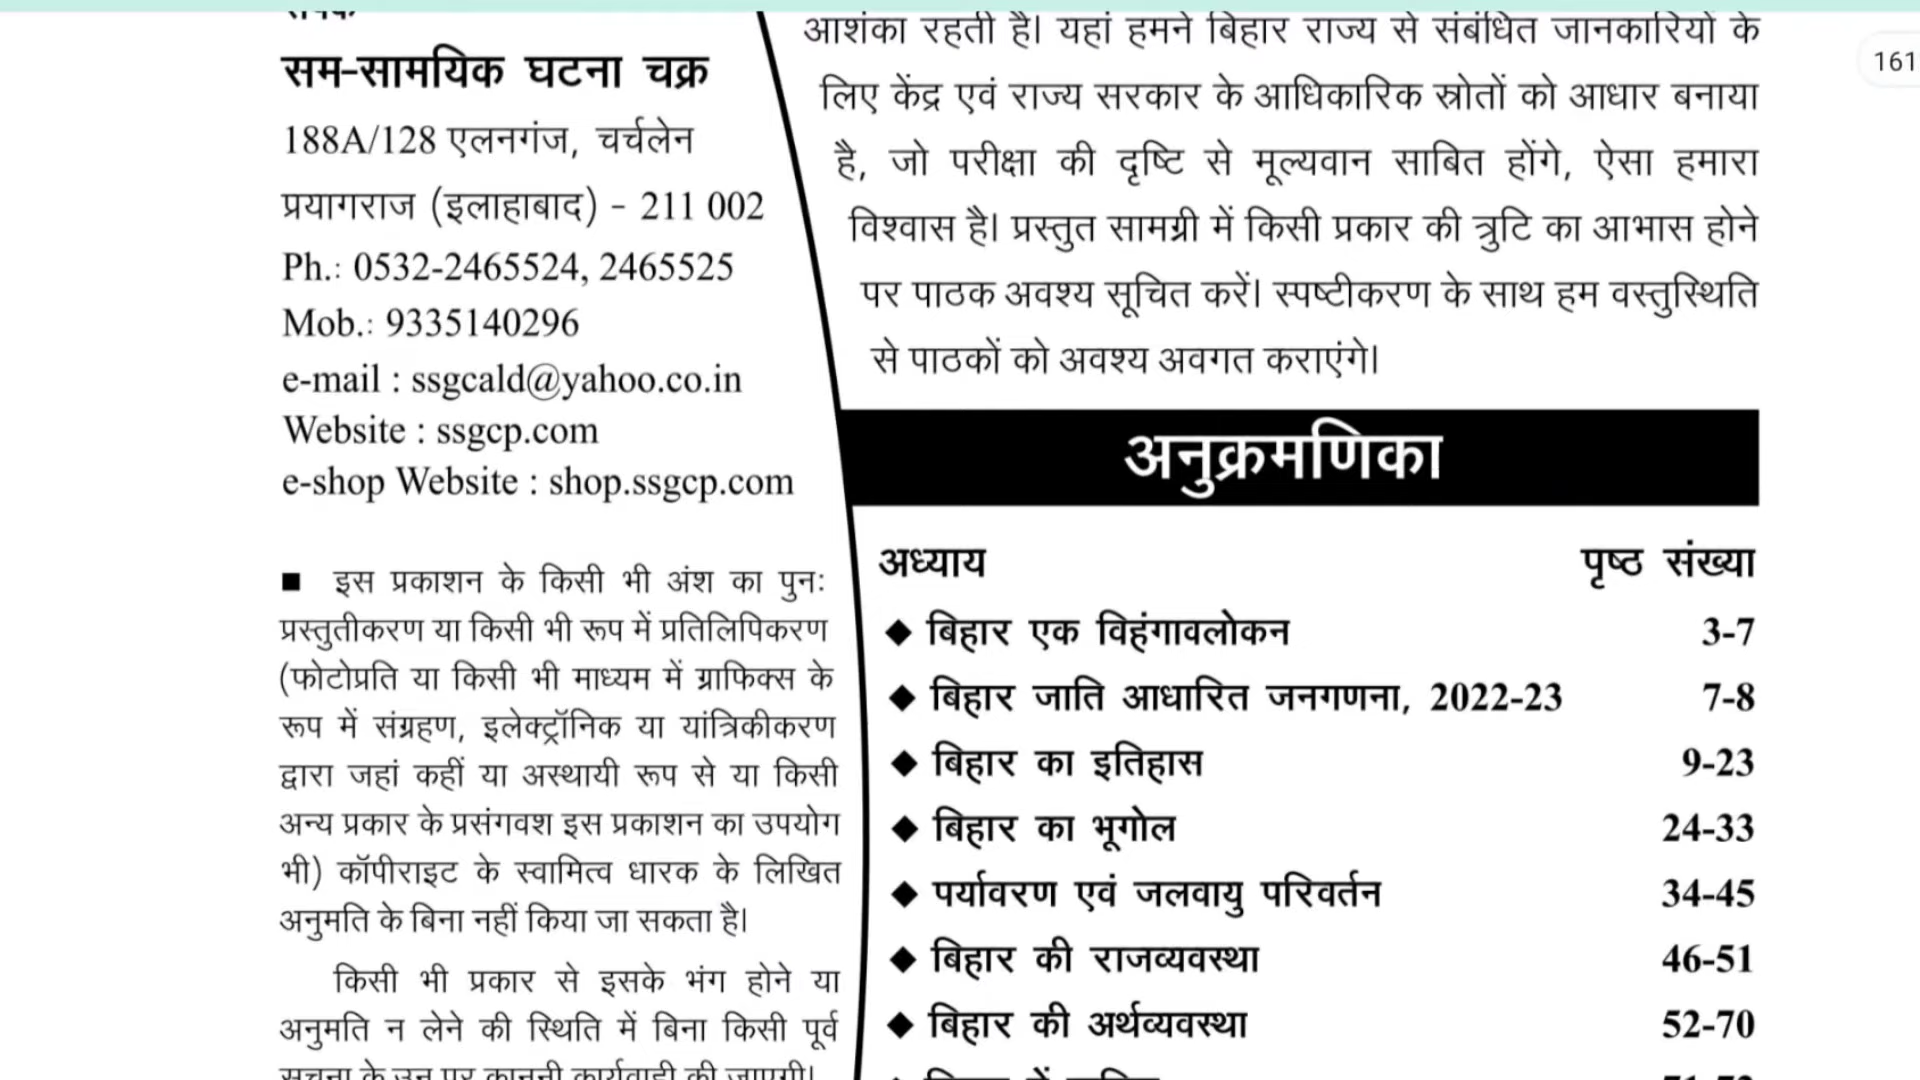 सम-सामयिक घटना चक्र
188A/128 एलनगंज, चर्चलेन
प्रयागराज (इलाहाबाद) - 211 002
Ph.: 0532-2465524, 2465525
Mob.: 9335140296
e-mail : ssgcald@yahoo.co.in
Website : ssgcp.com
e-shop Website : shop.ssgcp.com
■ इस प्रकाशन के किसी भी अंश का पुनः
प्रस्तुतीकरण या किसी भी रूप में प्रतिलिपिकरण
(फोटोप्रति या किसी भी माध्यम में ग्राफिक्स के
रूप में संग्रहण, इलेक्ट्रॉनिक या यांत्रिकीकरण
द्वारा जहां कहीं या अस्थायी रूप से या किसी
अन्य प्रकार के प्रसंगवश इस प्रकाशन का उपयोग
भी) कॉपीराइट के स्वामित्व धारक के लिखित
अनुमति के बिना नहीं किया जा सकता है।
किसी भी प्रकार से इसके भंग होने या
अनुमति न लेने की स्थिति में बिना किसी पूर्व
सूचना के उन पर कानूनी कार्यवाही की जाएगी।
आशंका रहती है। यहां हमने बिहार राज्य से संबंधित जानकारियों के
लिए केंद्र एवं राज्य सरकार के आधिकारिक स्रोतों को आधार बनाया
है, जो परीक्षा की दृष्टि से मूल्यवान साबित होंगे, ऐसा हमारा
विश्वास है। प्रस्तुत सामग्री में किसी प्रकार की त्रुटि का आभास होने
पर पाठक अवश्य सूचित करें। स्पष्टीकरण के साथ हम वस्तुस्थिति
से पाठकों को अवश्य अवगत कराएंगे।
अनुक्रमणिका
अध्याय पृष्ठ संख्या
◆ बिहार एक विहंगावलोकन 3-7
◆ बिहार जाति आधारित जनगणना, 2022-23 7-8
◆ बिहार का इतिहास 9-23
◆ बिहार का भूगोल 24-33
◆ पर्यावरण एवं जलवायु परिवर्तन 34-45
◆ बिहार की राजव्यवस्था 46-51
◆ बिहार की अर्थव्यवस्था 52-70
161